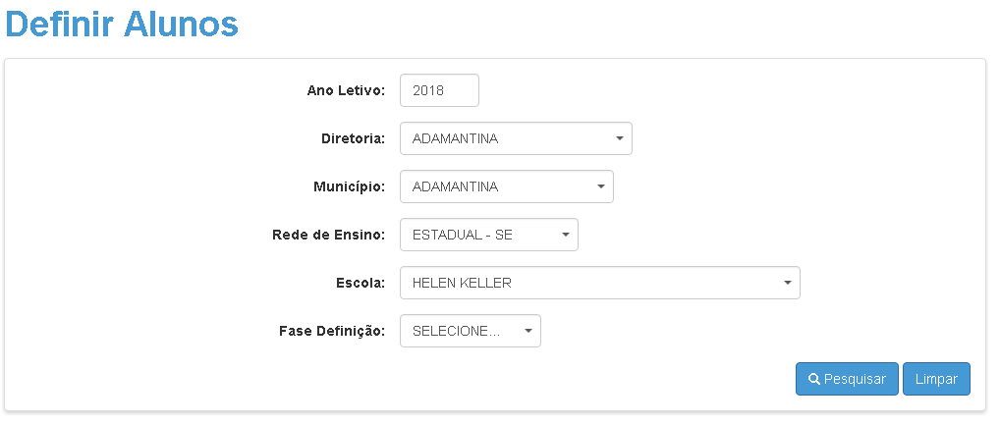 Definir Alunos
Ano Letivo: 2018
Diretoria: ADAMANTINA
Município: ADAMANTINA
Rede de Ensino: ESTADUAL - SE
Escola: HELEN KELLER
Fase Definição: SELECIONE...
Pesquisar Limpar